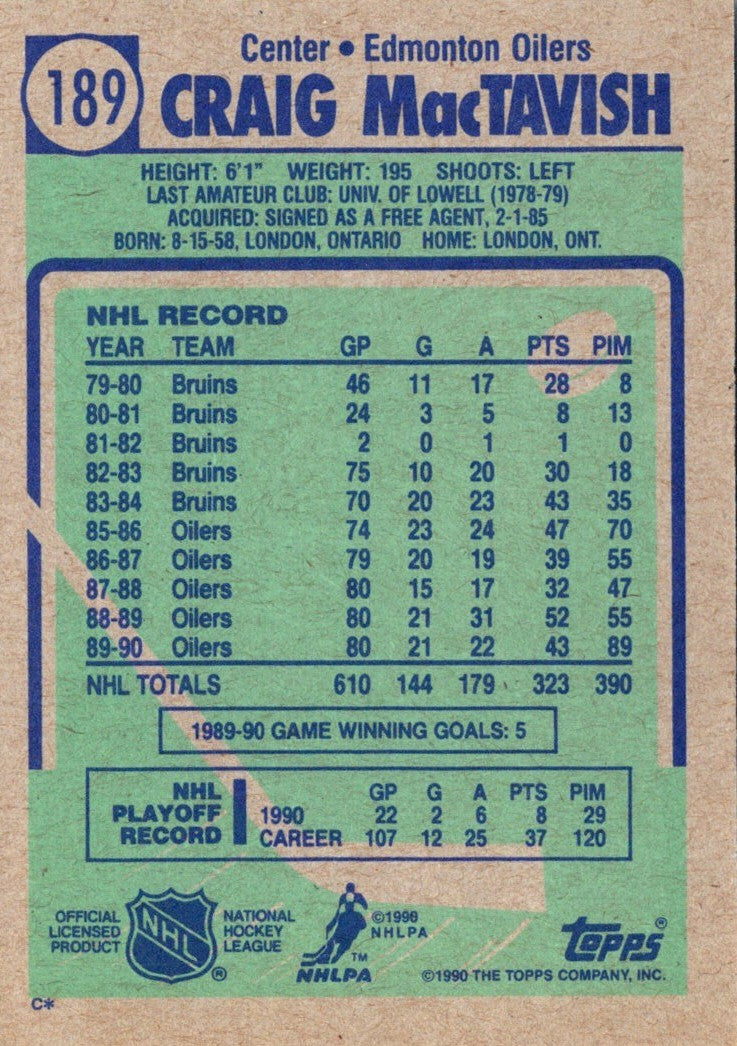 189
Center • Edmonton Oilers
CRAIG MacTAVISH
HEIGHT: 6'1" WEIGHT: 195 SHOOTS: LEFT
LAST AMATEUR CLUB: UNIV. OF LOWELL (1978-79)
ACQUIRED: SIGNED AS A FREE AGENT, 2-1-85
BORN: 8-15-58, LONDON, ONTARIO HOME: LONDON, ONT.
NHL RECORD
YEAR TEAM GP G A PTS PIM
79-80 Bruins 46 11 17 28 8
80-81 Bruins 24 3 5 8 13
81-82 Bruins 2 0 1 1 0
82-83 Bruins 75 10 20 30 18
83-84 Bruins 70 20 23 43 35
85-86 Oilers 74 23 24 47 70
86-87 Oilers 79 20 19 39 55
87-88 Oilers 80 15 17 32 47
88-89 Oilers 80 21 31 52 55
89-90 Oilers 80 21 22 43 89
NHL TOTALS 610 144 179 323 390
1989-90 GAME WINNING GOALS: 5
NHL PLAYOFF RECORD
GP G A PTS PIM
1990 22 2 6 8 29
CAREER 107 12 25 37 120
OFFICIAL LICENSED PRODUCT
NHL
®
NATIONAL HOCKEY LEAGUE
TM
NHLPA
©1990 NHLPA
topps®
©1990 THE TOPPS COMPANY, INC.
C*